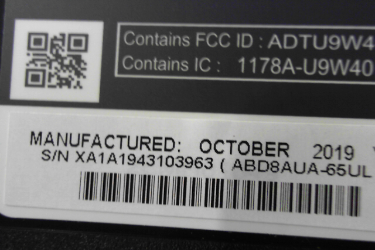 Contains FCC ID : ADTU9W4
Contains IC : 1178A-U9W40
MANUFACTURED: OCTOBER 2019
S/N XA1A1943103963 ( ABD8AUA-65UL